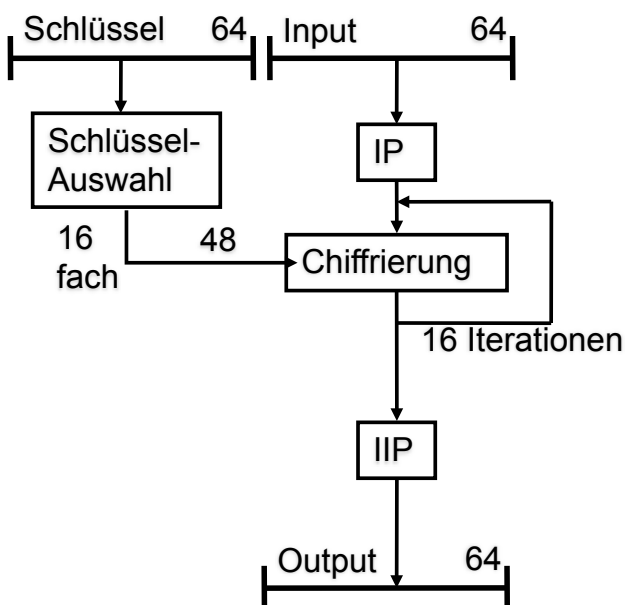 Schlüssel 64
Input 64
Schlüssel-
Auswahl
IP
16
fach
48
Chiffrierung
16 Iterationen
IIP
Output 64